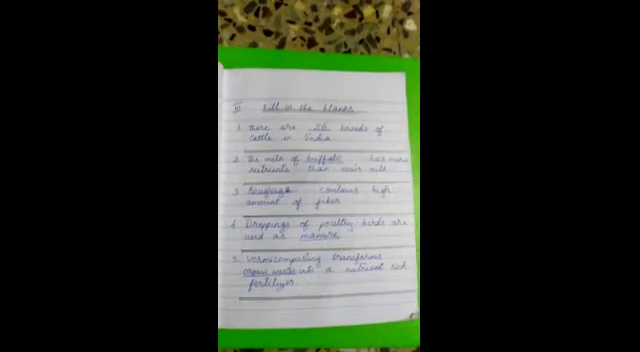 III Fill in the blanks
1. There are breeds of
cattle in India
2. The milk of buffalo has more
nutrients than cow's milk
3. Roughage contains high
amount of fiber
4. Droppings of poultry birds are
used as manure
5. Vermicomposting transforms
organic wastes into a nutrient rich
fertilizer.